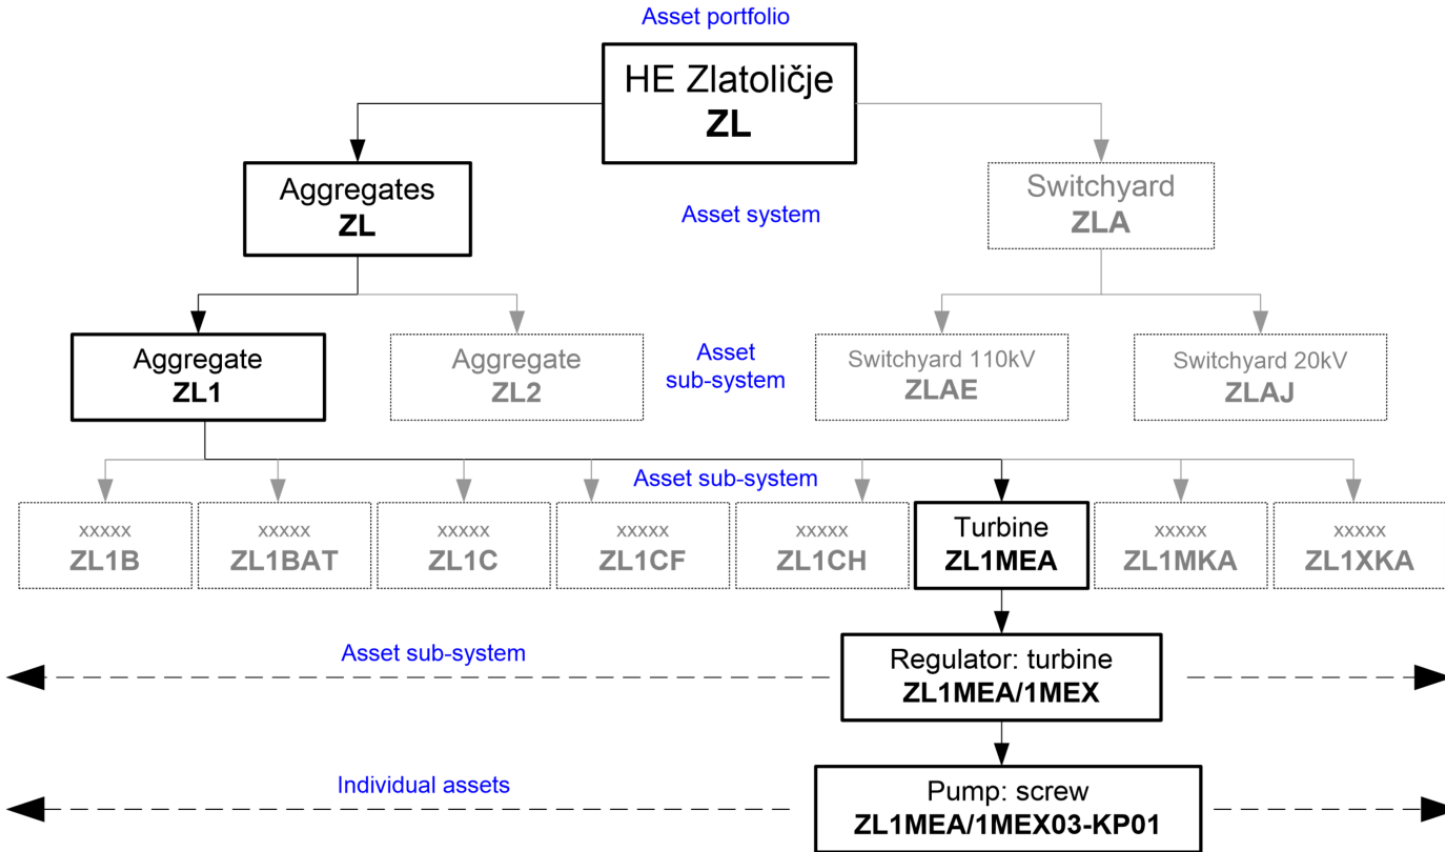 Asset portfolio
HE Zlatoličje
ZL
Aggregates
ZL
Asset system
Switchyard
ZLA
Aggregate
ZL1
Aggregate
ZL2
Asset
sub-system
Switchyard 110kV
ZLAE
Switchyard 20kV
ZLAJ
Asset sub-system
xxxxx
ZL1B
xxxxx
ZL1BAT
xxxxx
ZL1C
xxxxx
ZL1CF
xxxxx
ZL1CH
Turbine
ZL1MEA
xxxxx
ZL1MKA
xxxxx
ZL1XKA
Asset sub-system
Regulator: turbine
ZL1MEA/1MEX
Individual assets
Pump: screw
ZL1MEA/1MEX03-KP01